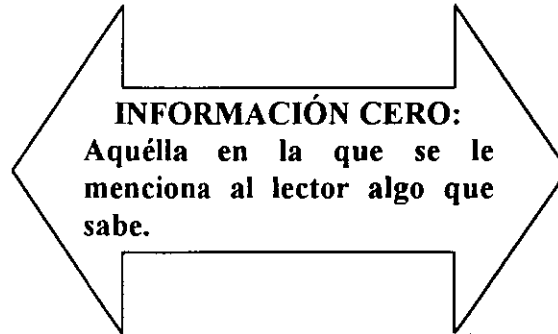 INFORMACIÓN CERO:
Aquélla en la que se le
menciona al lector algo que
sabe.